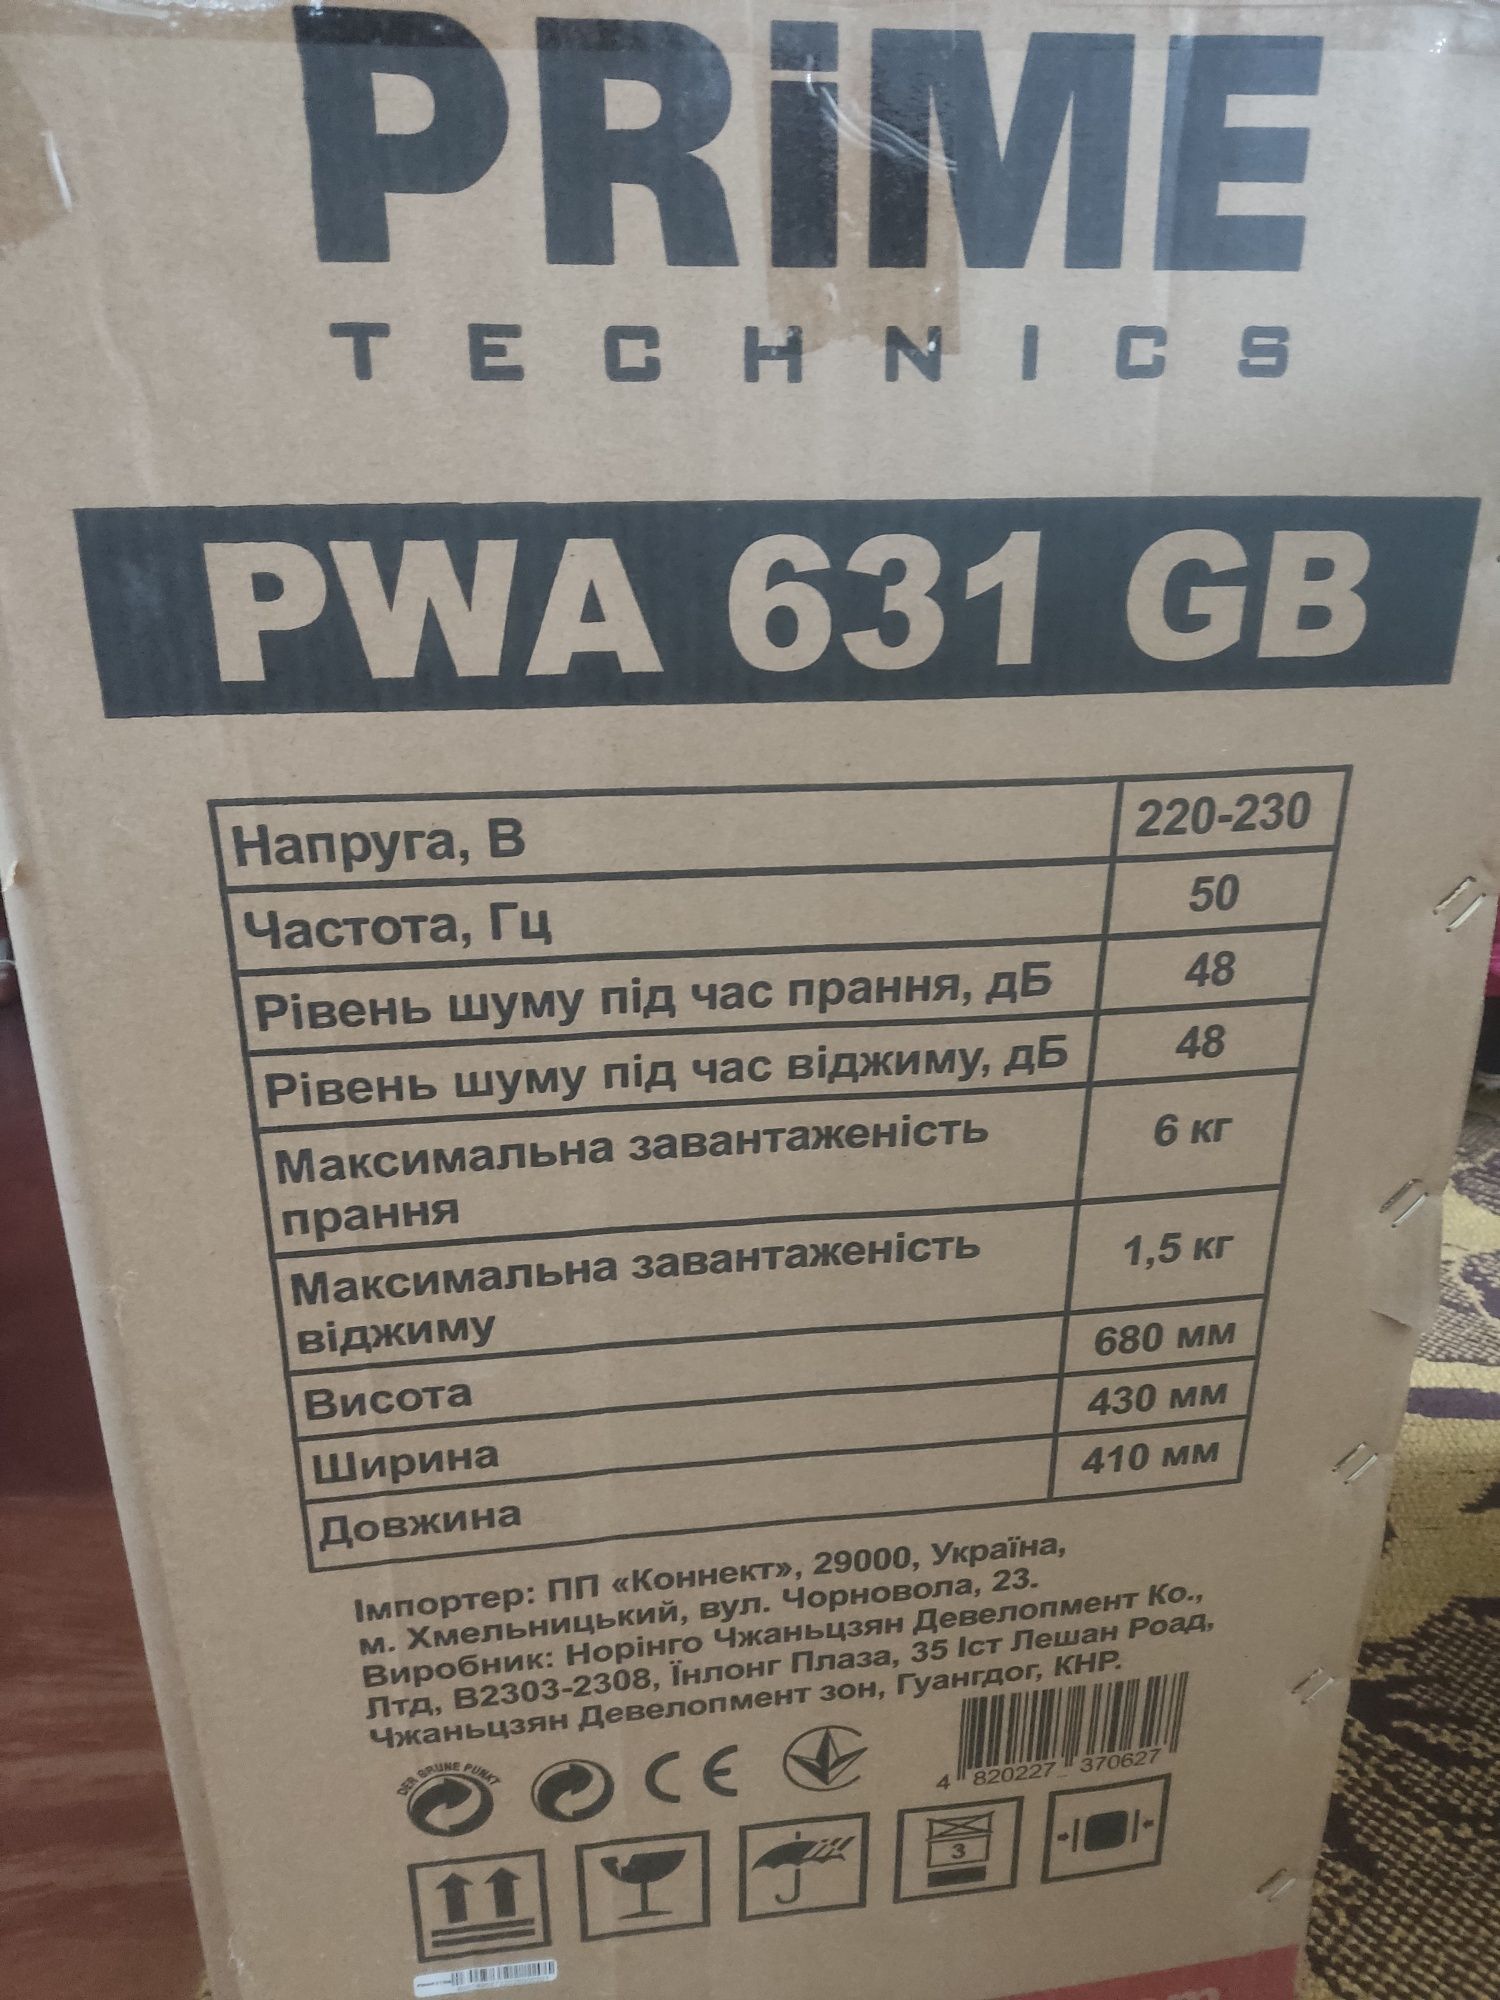 PRiME
TECHNICS
PWA 631 GB
Напруга, В 220-230
Частота, Гц 50
Рівень шуму під час прання, дБ 48
Рівень шуму під час віджиму, дБ 48
Максимальна завантаженість 6 кг
прання
Максимальна завантаженість 1,5 кг
віджиму
Висота 680 мм
Ширина 430 мм
Довжина 410 мм
Імпортер: ПП «Коннект», 29000, Україна,
м. Хмельницький, вул. Чорновола, 23.
Виробник: Норінго Чжаньцзян Девелопмент Ко.,
Лтд, В2303-2308, Їнлонг Плаза, 35 Іст Лешан Роад,
Чжаньцзян Девелопмент зон, Гуангдог, КНР.
DER GRUNE PUNKT
CE
4 820227 370627
3